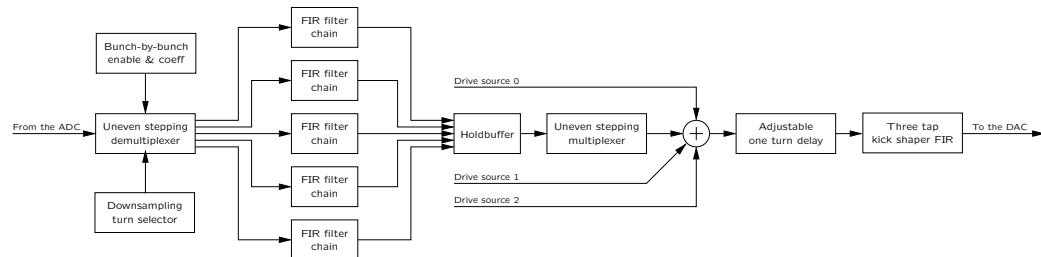 FIR filter
chain
Bunch-by-bunch
enable & coeff
FIR filter
chain
Drive source 0
From the ADC
Uneven stepping
demultiplexer
FIR filter
chain
Holdbuffer
Uneven stepping
multiplexer
Adjustable
one turn delay
Three tap
kick shaper FIR
To the DAC
Drive source 1
FIR filter
chain
Downsampling
turn selector
Drive source 2
FIR filter
chain